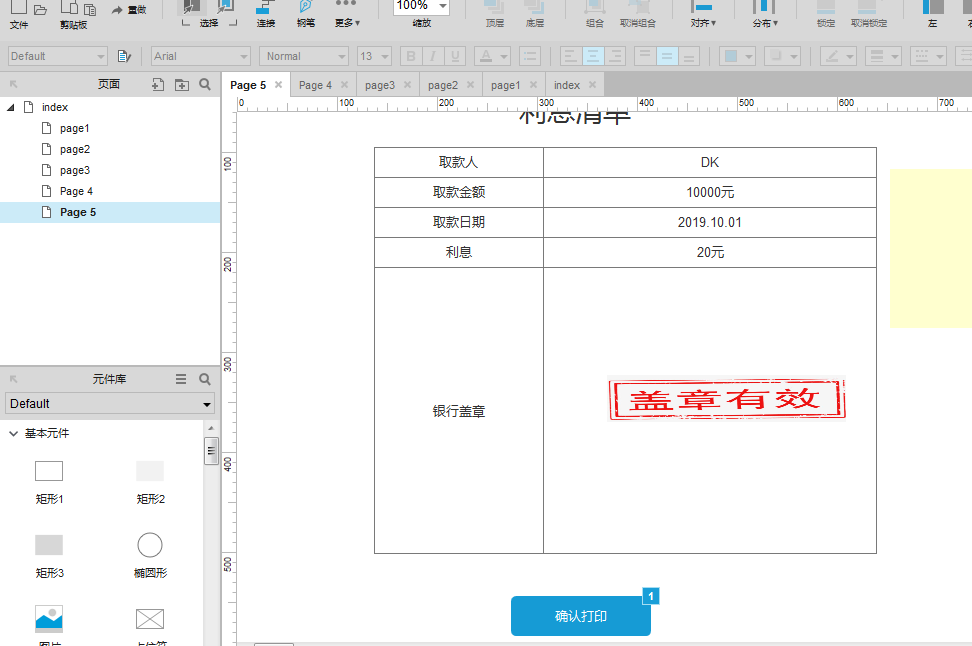 文件
剪贴板
重做
选择
连接
钢笔
更多▾
100%
缩放
顶层
底层
组合
取消组合
对齐▾
分布▾
锁定
取消锁定
左
Default
Arial
Normal
13
B I U
A
页面
index
page1
page2
page3
Page 4
Page 5
Page 5 Page 4 page3 page2 page1 index
0 100 200 300 400 500 600 700
100
200
300
400
500
利息清单
取款人 DK
取款金额 10000元
取款日期 2019.10.01
利息 20元
银行盖章 盖章有效
确认打印
1
元件库
Default
基本元件
矩形1 矩形2
矩形3 椭圆形
图片 占位符